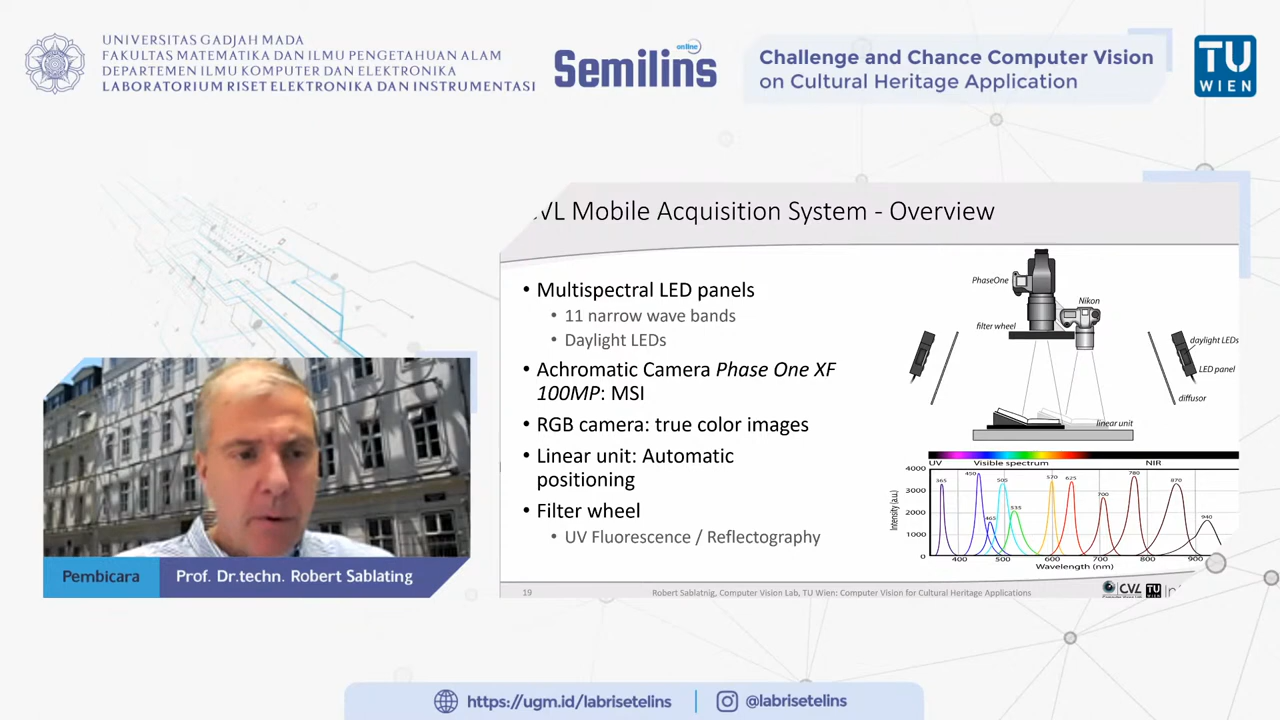 UNIVERSITAS GADJAH MADA
FAKULTAS MATEMATIKA DAN ILMU PENGETAHUAN ALAM
DEPARTEMEN ILMU KOMPUTER DAN ELEKTRONIKA
LABORATORIUM RISET ELEKTRONIKA DAN INSTRUMENTASI
online
Semilins
Challenge and Chance Computer Vision
on Cultural Heritage Application
TU
WIEN
VL Mobile Acquisition System - Overview
• Multispectral LED panels
• 11 narrow wave bands
• Daylight LEDs
• Achromatic Camera Phase One XF
100MP: MSI
• RGB camera: true color images
• Linear unit: Automatic
positioning
• Filter wheel
• UV Fluorescence / Reflectography
PhaseOne
Nikon
filter wheel
daylight LEDs
LED panel
diffusor
linear unit
UV Visible spectrum NIR
4000
3000
2000
1000
0
Intensity (a.u.)
365
450
465
505
535
570
625
700
780
870
940
400 500 600 700 800 900
Wavelength (nm)
19
Robert Sablatnig, Computer Vision Lab, TU Wien: Computer Vision for Cultural Heritage Applications
CVL
TU
Pembicara
Prof. Dr.techn. Robert Sablating
https://ugm.id/labrisetelins
@labrisetelins